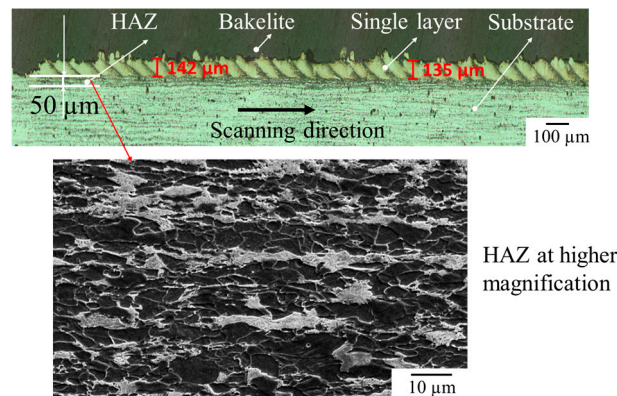 HAZ Bakelite Single layer Substrate
142 µm 135 µm
50 µm
Scanning direction
100 µm
HAZ at higher
magnification
10 µm